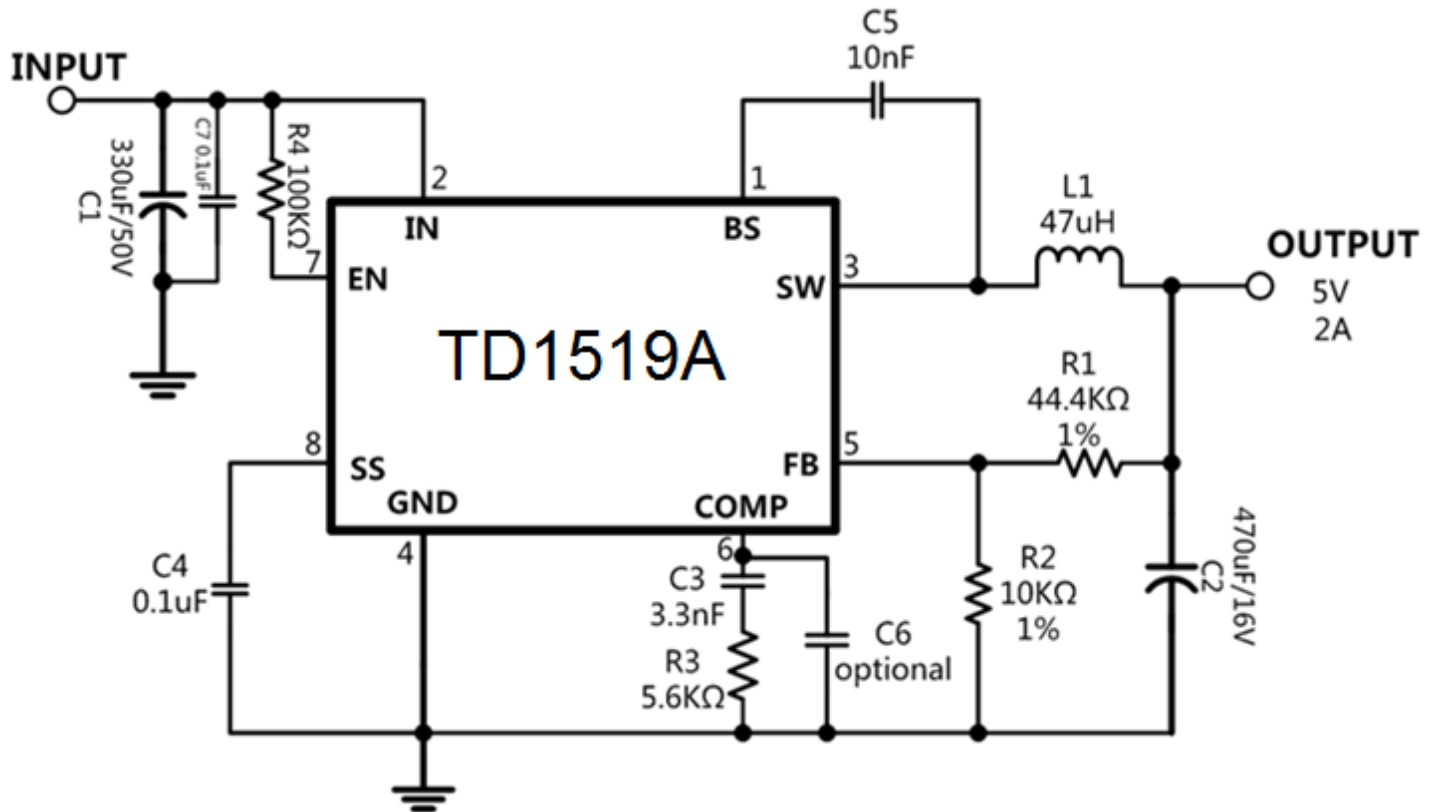 INPUT
C5
10nF
330uF/50V
C1
C7 0.1uF
R4 100KΩ
2
IN
1
BS
L1
47uH
OUTPUT
5V
2A
7
EN
3
SW
TD1519A
R1
44.4KΩ
1%
8
SS
5
FB
GND
COMP
4
6
C4
0.1uF
C3
3.3nF
R3
5.6KΩ
C6
optional
R2
10KΩ
1%
470uF/16V
C2